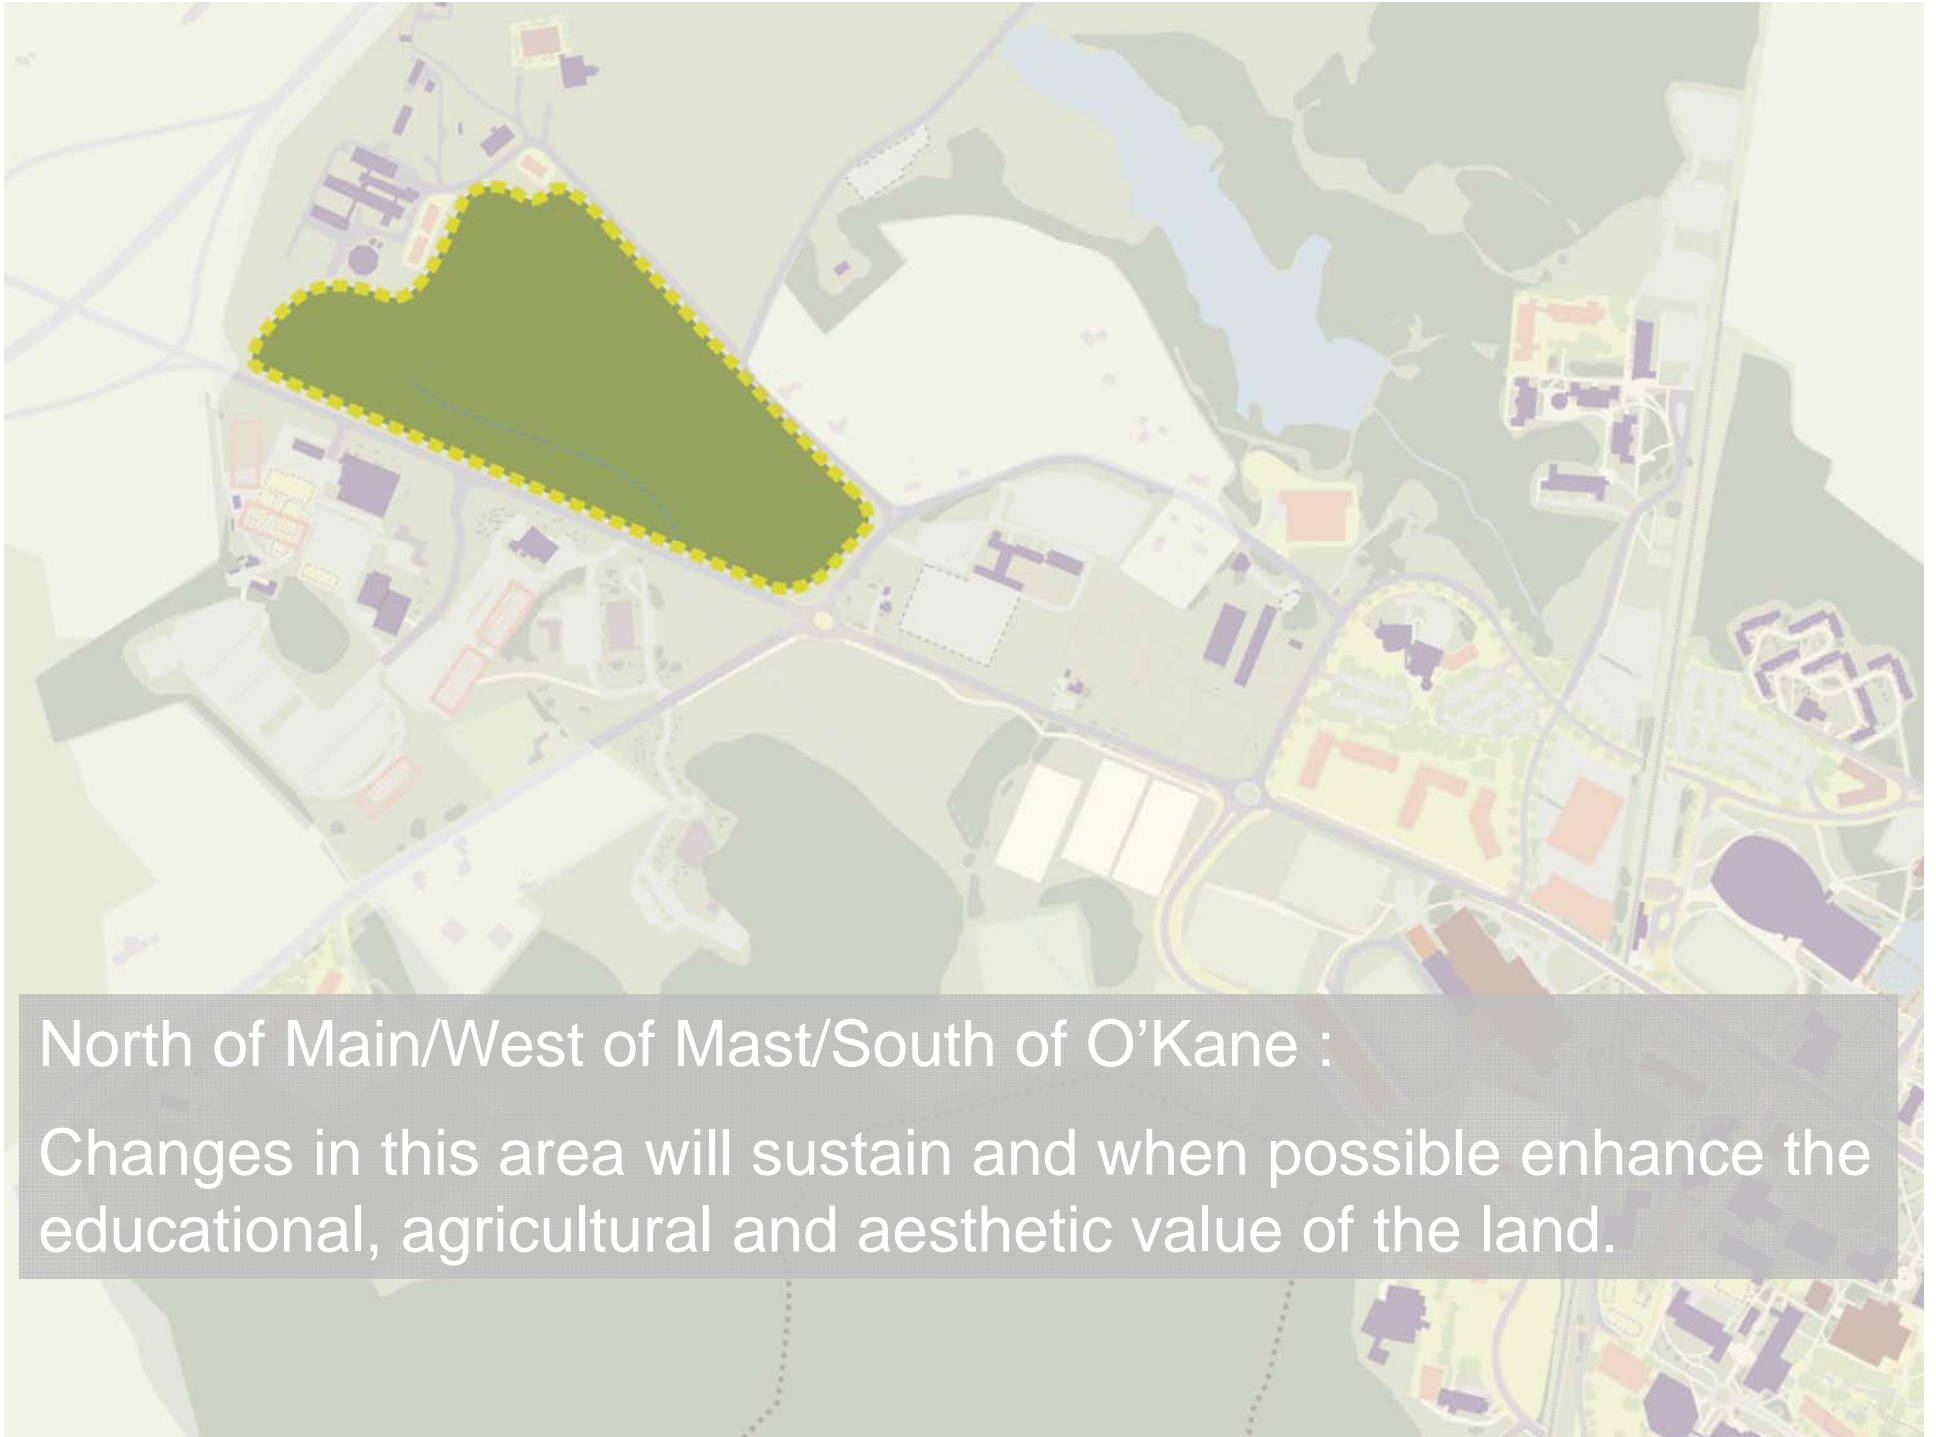 North of Main/West of Mast/South of O’Kane :
Changes in this area will sustain and when possible enhance the
educational, agricultural and aesthetic value of the land.